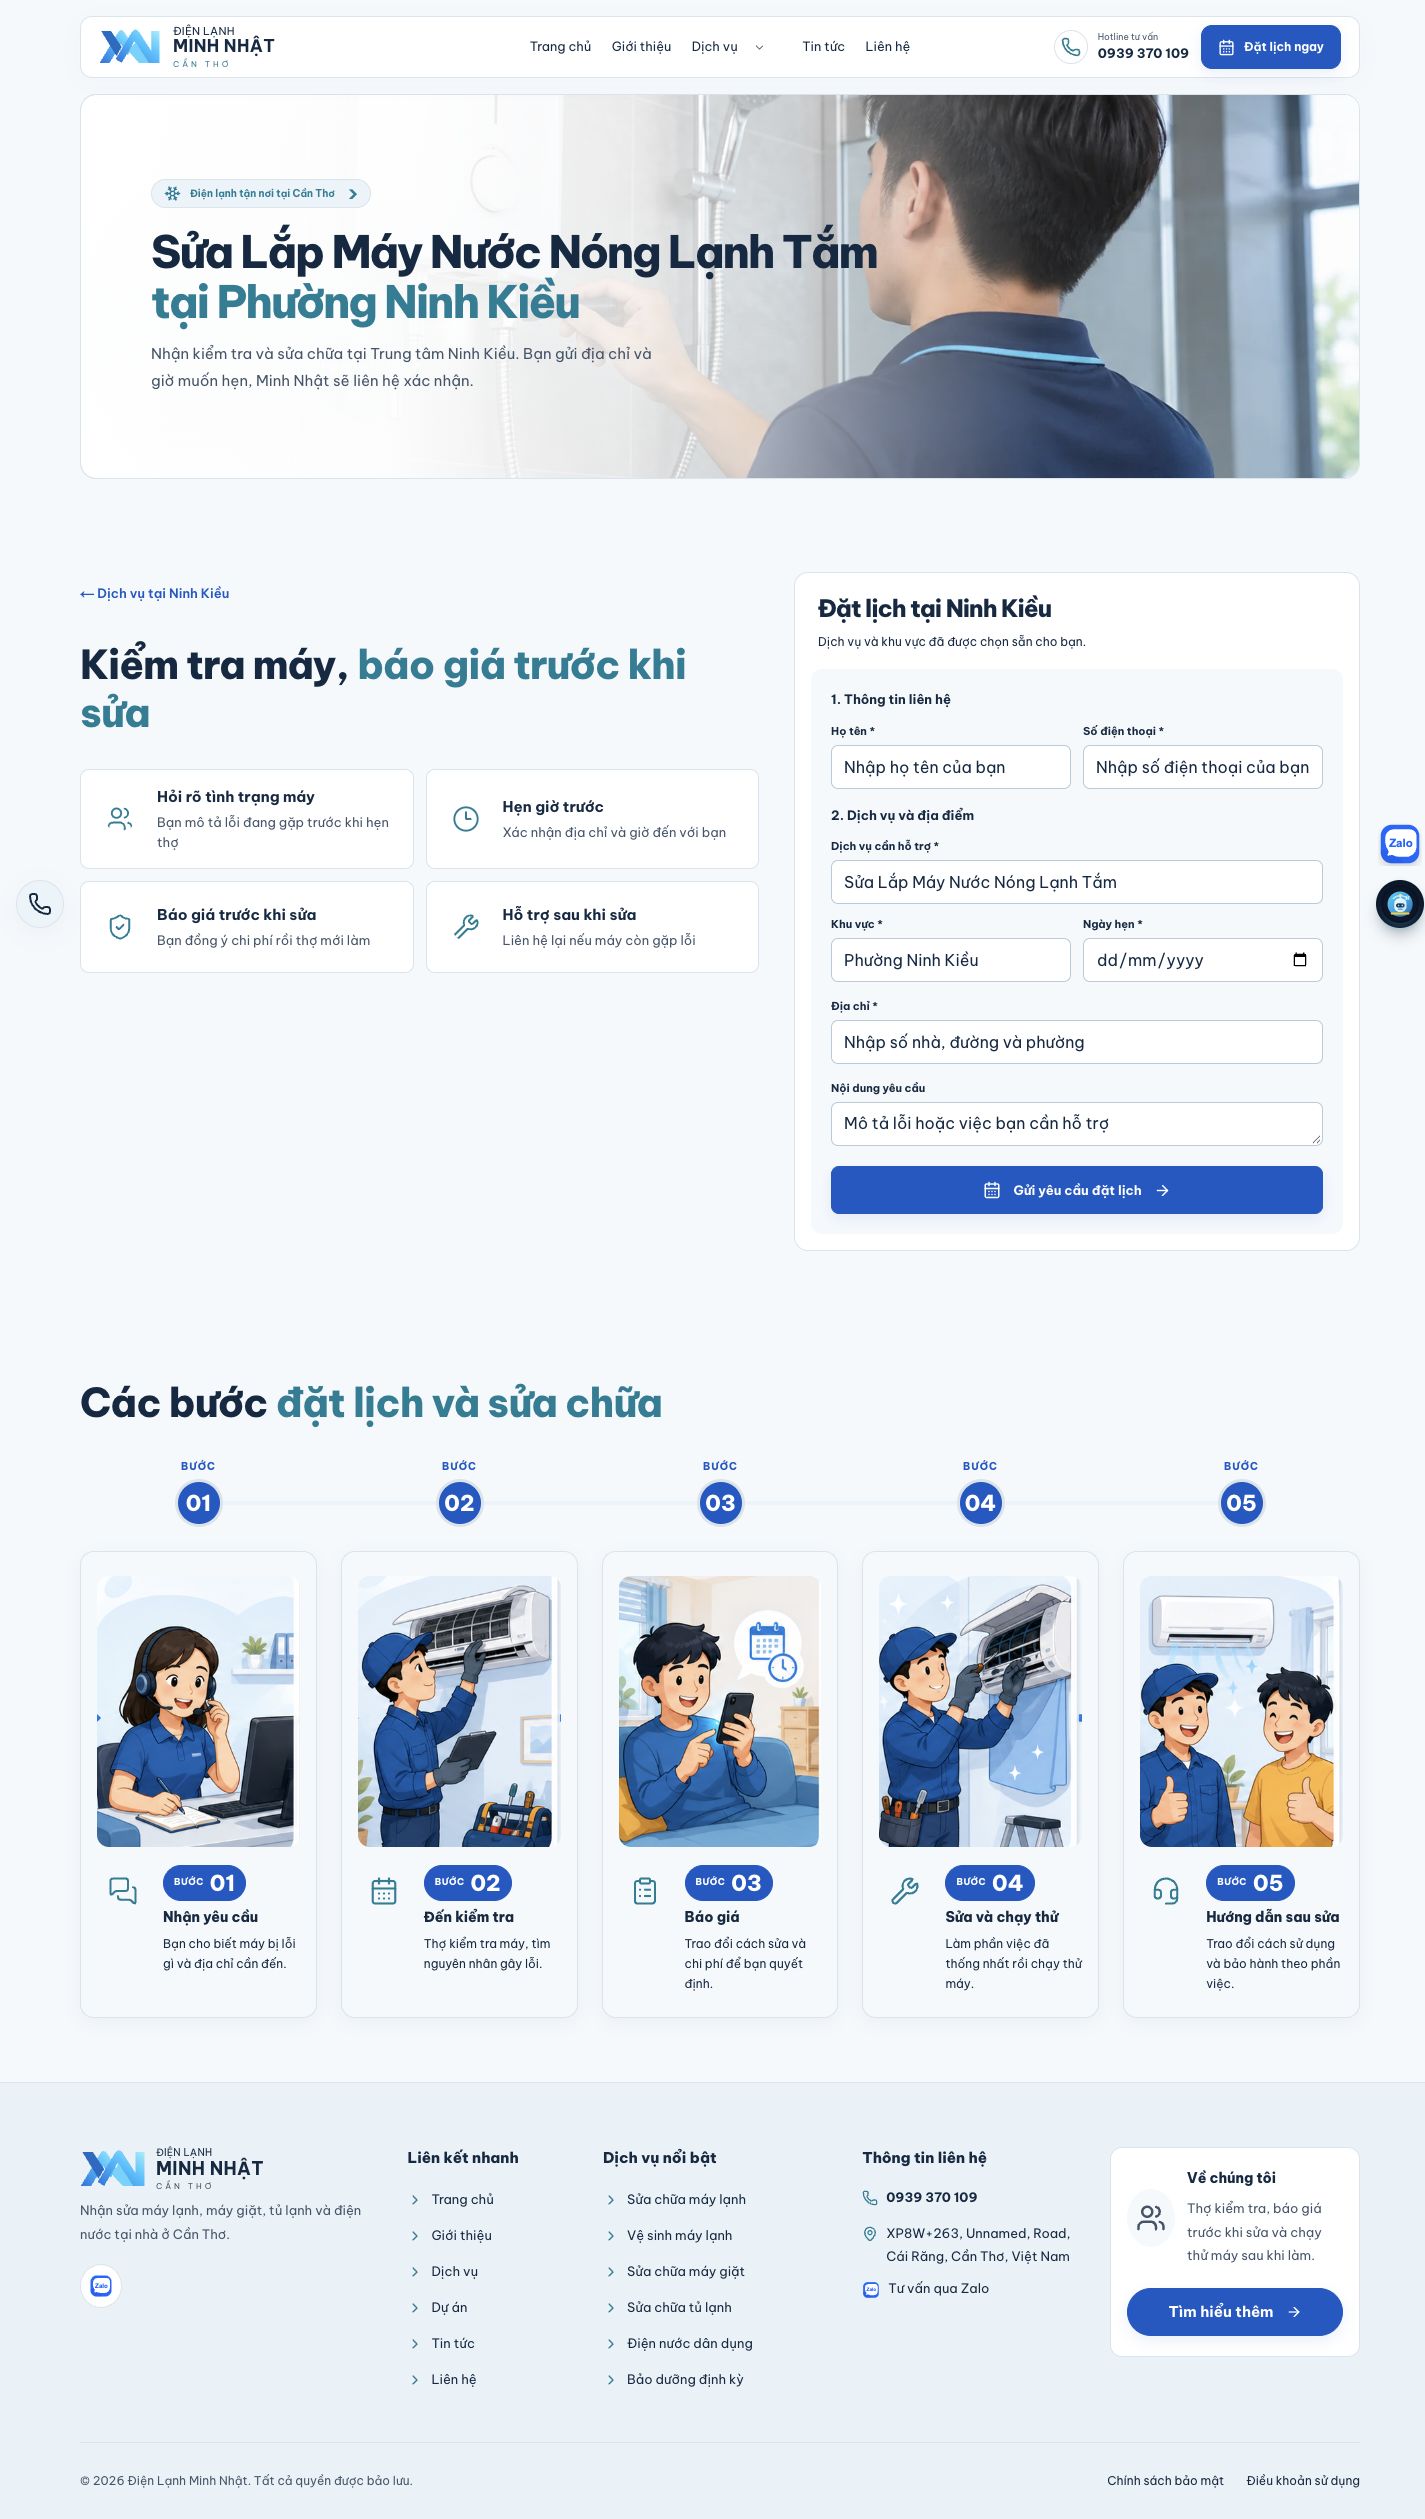 ĐIỆN LẠNH
MINH NHẬT
CẦN THƠ
Trang chủ
Giới thiệu
Dịch vụ
Tin tức
Liên hệ
Hotline tư vấn
0939 370 109
Đặt lịch ngay
Điện lạnh tận nơi tại Cần Thơ
Sửa Lắp Máy Nước Nóng Lạnh Tắm
tại Phường Ninh Kiều
Nhận kiểm tra và sửa chữa tại Trung tâm Ninh Kiều. Bạn gửi địa chỉ và
giờ muốn hẹn, Minh Nhật sẽ liên hệ xác nhận.
← Dịch vụ tại Ninh Kiều
Kiểm tra máy, báo giá trước khi
sửa
Hỏi rõ tình trạng máy
Bạn mô tả lỗi đang gặp trước khi hẹn
thợ
Hẹn giờ trước
Xác nhận địa chỉ và giờ đến với bạn
Báo giá trước khi sửa
Bạn đồng ý chi phí rồi thợ mới làm
Hỗ trợ sau khi sửa
Liên hệ lại nếu máy còn gặp lỗi
Đặt lịch tại Ninh Kiều
Dịch vụ và khu vực đã được chọn sẵn cho bạn.
1. Thông tin liên hệ
Họ tên *
Số điện thoại *
Nhập họ tên của bạn
Nhập số điện thoại của bạn
2. Dịch vụ và địa điểm
Dịch vụ cần hỗ trợ *
Sửa Lắp Máy Nước Nóng Lạnh Tắm
Khu vực *
Ngày hẹn *
Phường Ninh Kiều
dd/mm/yyyy
Địa chỉ *
Nhập số nhà, đường và phường
Nội dung yêu cầu
Mô tả lỗi hoặc việc bạn cần hỗ trợ
Gửi yêu cầu đặt lịch
Zalo
Các bước đặt lịch và sửa chữa
BƯỚC
01
BƯỚC
02
BƯỚC
03
BƯỚC
04
BƯỚC
05
BƯỚC 01
Nhận yêu cầu
Bạn cho biết máy bị lỗi
gì và địa chỉ cần đến.
BƯỚC 02
Đến kiểm tra
Thợ kiểm tra máy, tìm
nguyên nhân gây lỗi.
BƯỚC 03
Báo giá
Trao đổi cách sửa và
chi phí để bạn quyết
định.
BƯỚC 04
Sửa và chạy thử
Làm phần việc đã
thống nhất rồi chạy thử
máy.
BƯỚC 05
Hướng dẫn sau sửa
Trao đổi cách sử dụng
và bảo hành theo phần
việc.
ĐIỆN LẠNH
MINH NHẬT
CẦN THƠ
Nhận sửa máy lạnh, máy giặt, tủ lạnh và điện
nước tại nhà ở Cần Thơ.
Zalo
Liên kết nhanh
Trang chủ
Giới thiệu
Dịch vụ
Dự án
Tin tức
Liên hệ
Dịch vụ nổi bật
Sửa chữa máy lạnh
Vệ sinh máy lạnh
Sửa chữa máy giặt
Sửa chữa tủ lạnh
Điện nước dân dụng
Bảo dưỡng định kỳ
Thông tin liên hệ
0939 370 109
XP8W+263, Unnamed, Road,
Cái Răng, Cần Thơ, Việt Nam
Zalo
Tư vấn qua Zalo
Về chúng tôi
Thợ kiểm tra, báo giá
trước khi sửa và chạy
thử máy sau khi làm.
Tìm hiểu thêm
© 2026 Điện Lạnh Minh Nhật. Tất cả quyền được bảo lưu.
Chính sách bảo mật
Điều khoản sử dụng